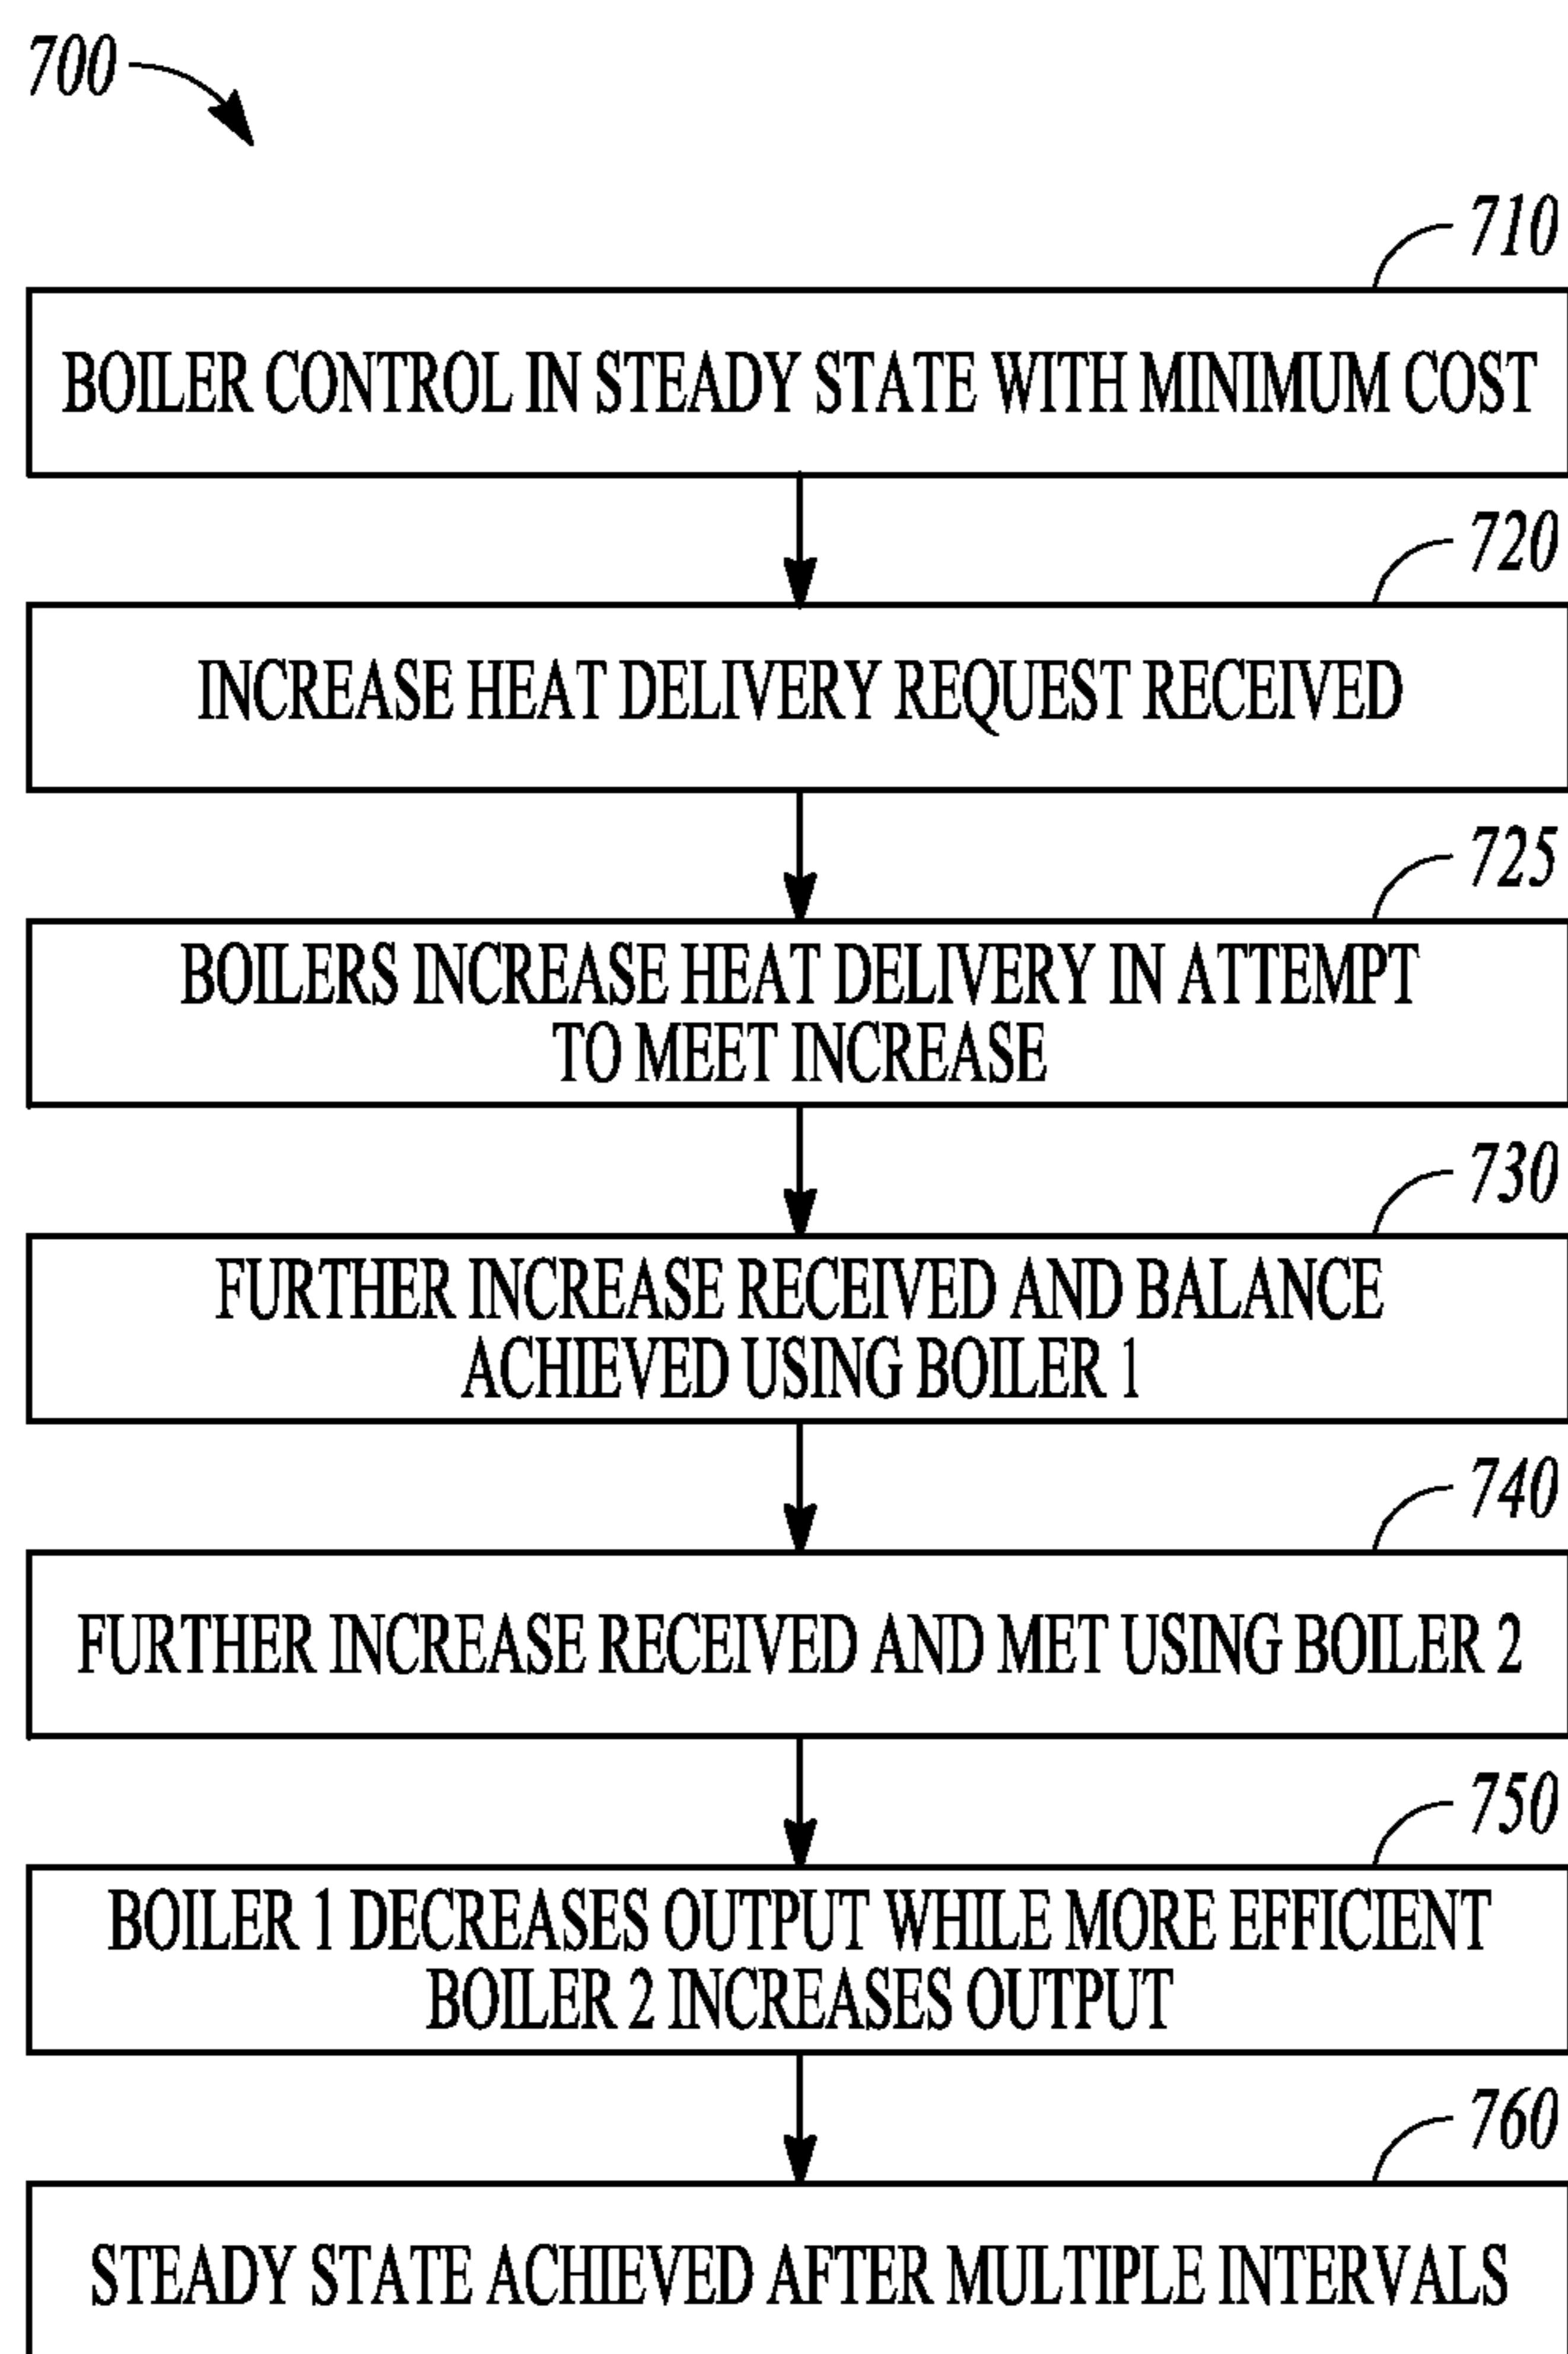 700
710
BOILER CONTROL IN STEADY STATE WITH MINIMUM COST
720
INCREASE HEAT DELIVERY REQUEST RECEIVED
725
BOILERS INCREASE HEAT DELIVERY IN ATTEMPT
TO MEET INCREASE
730
FURTHER INCREASE RECEIVED AND BALANCE
ACHIEVED USING BOILER 1
740
FURTHER INCREASE RECEIVED AND MET USING BOILER 2
750
BOILER 1 DECREASES OUTPUT WHILE MORE EFFICIENT
BOILER 2 INCREASES OUTPUT
760
STEADY STATE ACHIEVED AFTER MULTIPLE INTERVALS